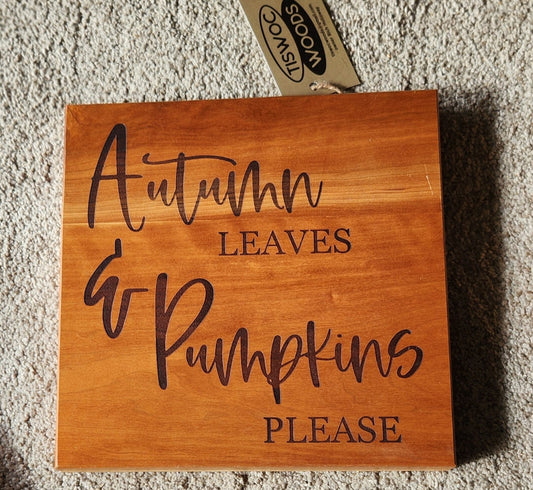 TISWOC
WOODS
Autumn
LEAVES
& Pumpkins
PLEASE